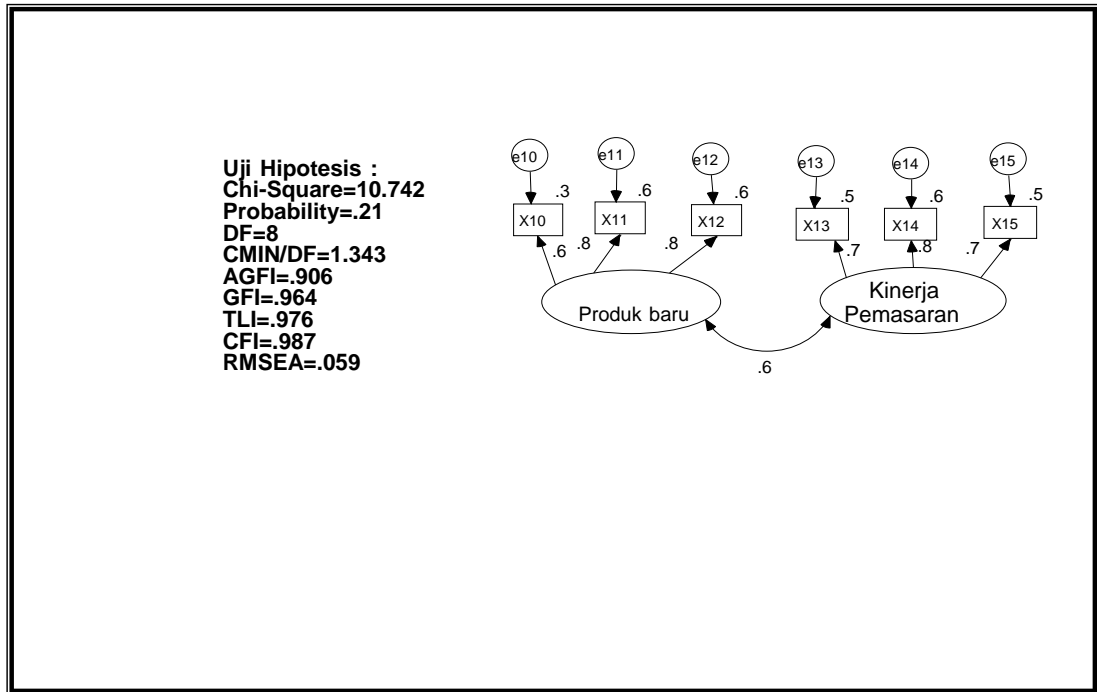 Uji Hipotesis :
Chi-Square=10.742
Probability=.21
DF=8
CMIN/DF=1.343
AGFI=.906
GFI=.964
TLI=.976
CFI=.987
RMSEA=.059
e10
e11
e12
e13
e14
e15
.3
.6
.6
.5
.6
.5
X10
X11
X12
X13
X14
X15
.6
.8
.8
.7
.8
.7
Produk baru
Kinerja
Pemasaran
.6